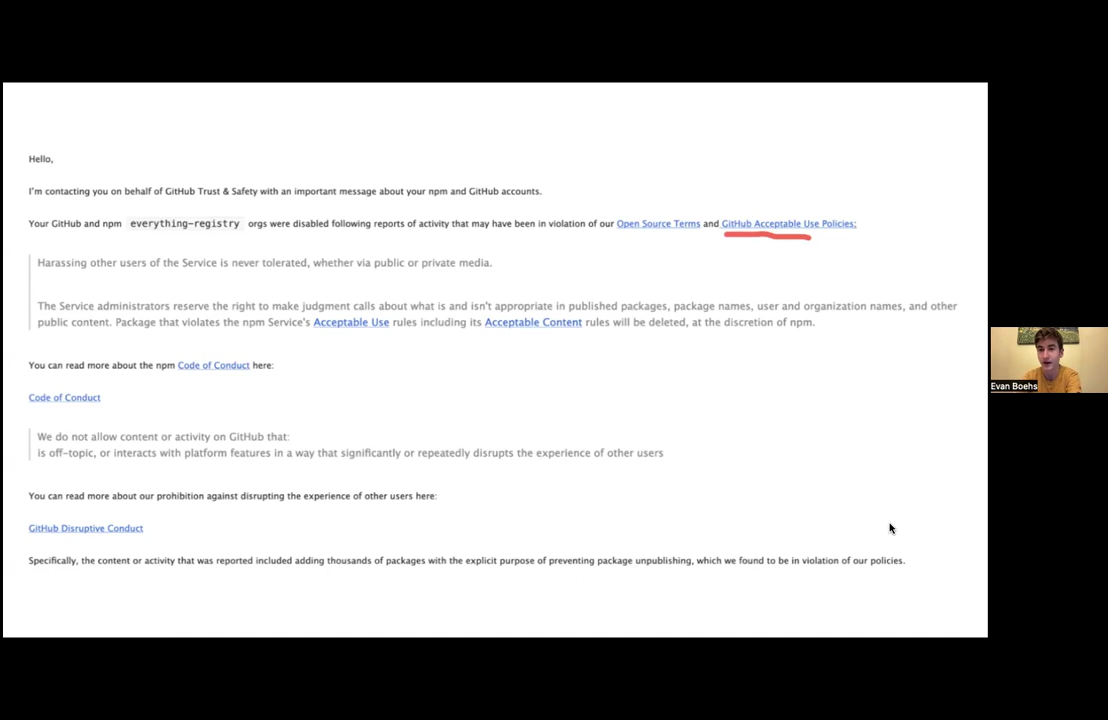 Hello,
I'm contacting you on behalf of GitHub Trust & Safety with an important message about your npm and GitHub accounts.
Your GitHub and npm everything-registry orgs were disabled following reports of activity that may have been in violation of our Open Source Terms and GitHub Acceptable Use Policies:
Harassing other users of the Service is never tolerated, whether via public or private media.
The Service administrators reserve the right to make judgment calls about what is and isn't appropriate in published packages, package names, user and organization names, and other
public content. Package that violates the npm Service's Acceptable Use rules including its Acceptable Content rules will be deleted, at the discretion of npm.
You can read more about the npm Code of Conduct here:
Code of Conduct
We do not allow content or activity on GitHub that:
is off-topic, or interacts with platform features in a way that significantly or repeatedly disrupts the experience of other users
You can read more about our prohibition against disrupting the experience of other users here:
GitHub Disruptive Conduct
Specifically, the content or activity that was reported included adding thousands of packages with the explicit purpose of preventing package unpublishing, which we found to be in violation of our policies.
Evan Boehs